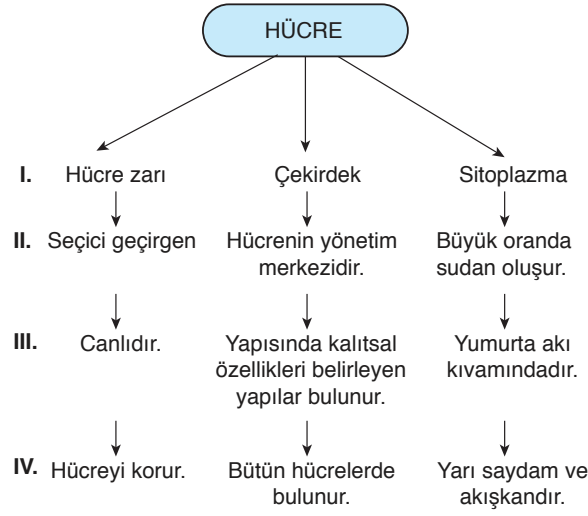 HÜCRE
I. Hücre zarı Çekirdek Sitoplazma
II. Seçici geçirgen Hücrenin yönetim Büyük oranda
merkezidir. sudan oluşur.
III. Canlıdır. Yapısında kalıtsal Yumurta akı
özellikleri belirleyen kıvamındadır.
yapılar bulunur.
IV. Hücreyi korur. Bütün hücrelerde Yarı saydam ve
bulunur. akışkandır.